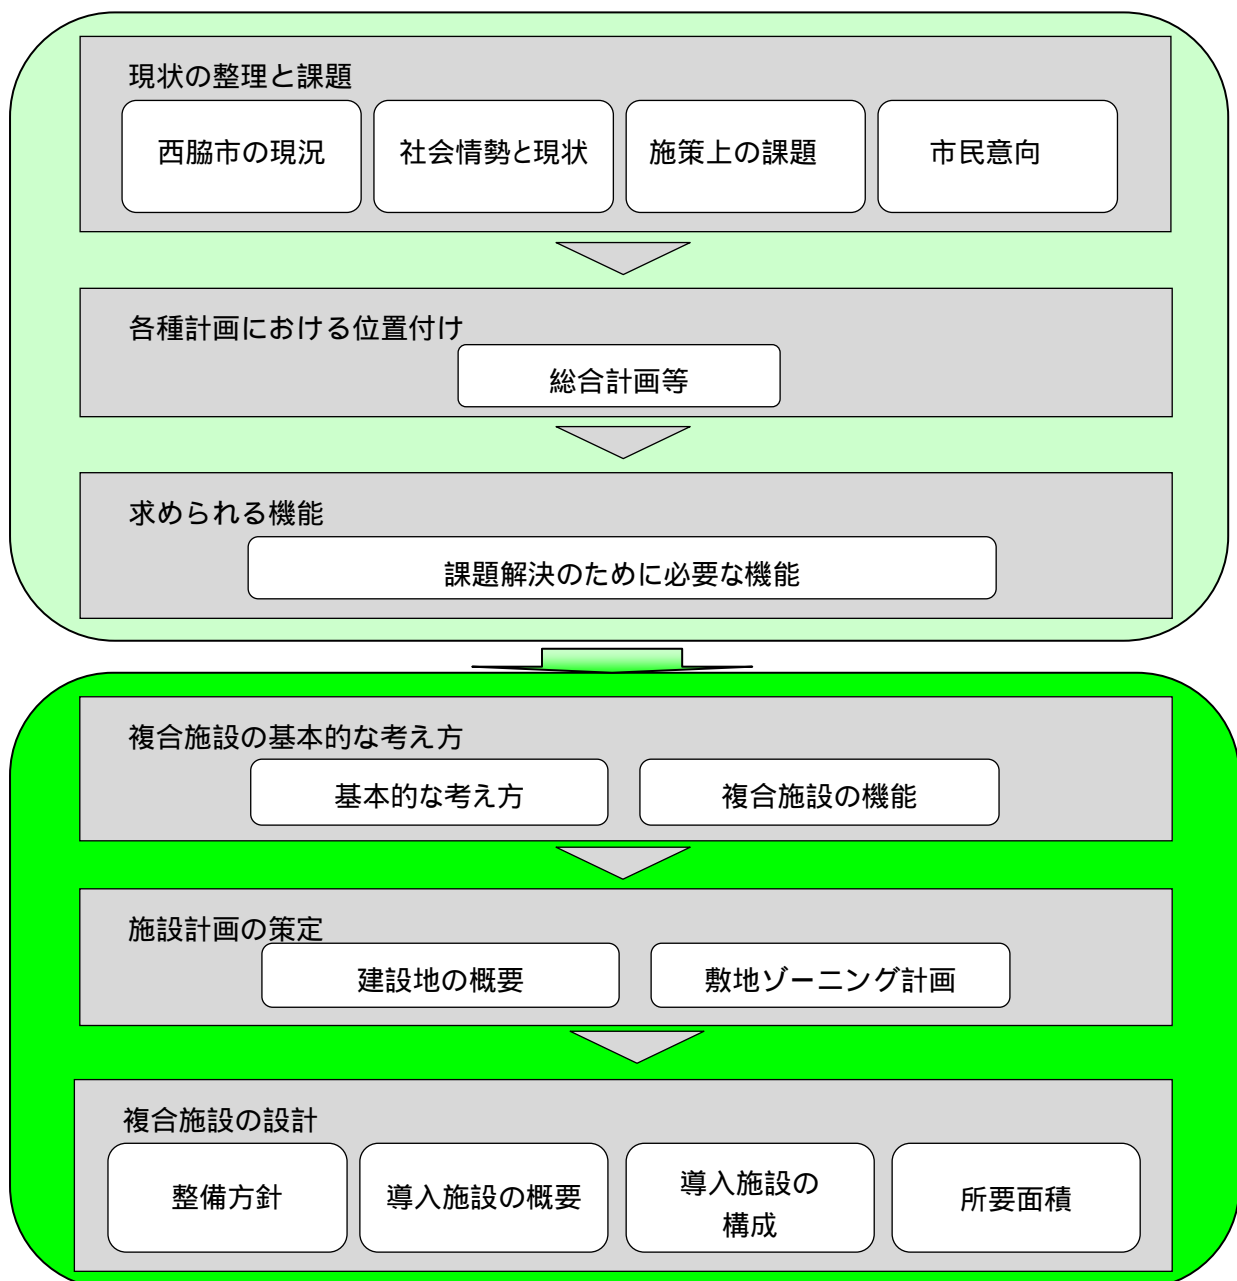 現状の整理と課題
西脇市の現況
社会情勢と現状
施策上の課題
市民意向
各種計画における位置付け
総合計画等
求められる機能
課題解決のために必要な機能
複合施設の基本的な考え方
基本的な考え方
複合施設の機能
施設計画の策定
建設地の概要
敷地ゾーニング計画
複合施設の設計
整備方針
導入施設の概要
導入施設の
構成
所要面積